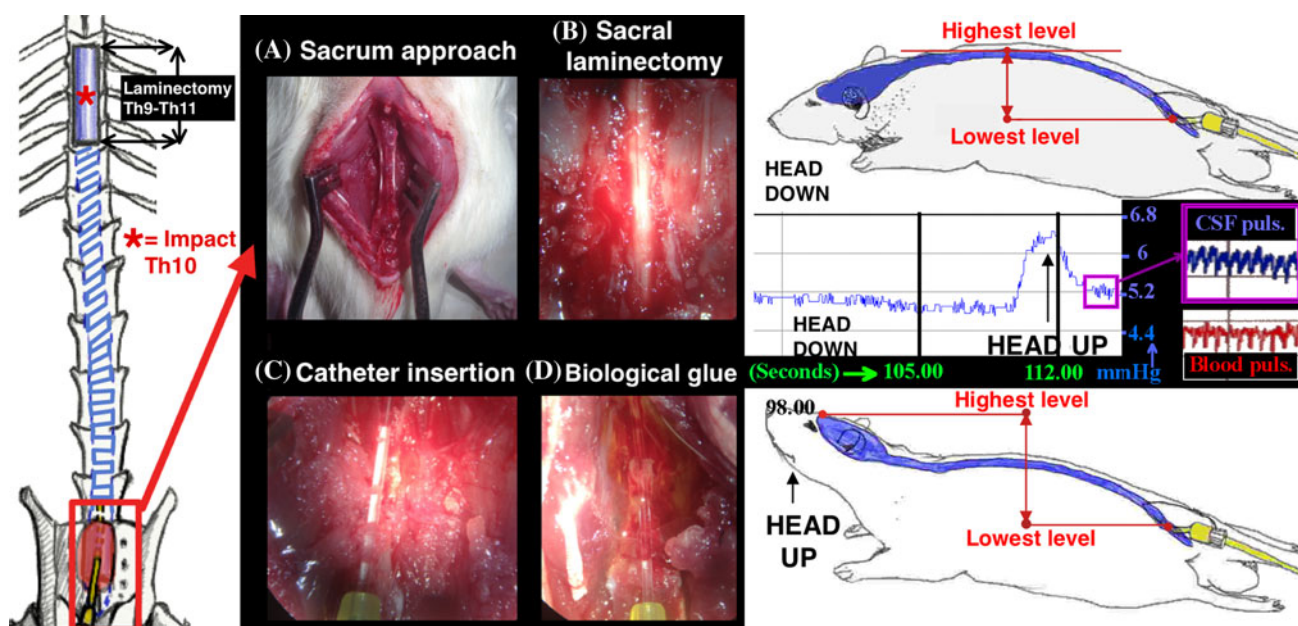 Laminectomy
Th9-Th11
*
*= Impact
Th10
(A) Sacrum approach
(B) Sacral
laminectomy
(C) Catheter insertion
(D) Biological glue
Highest level
Lowest level
HEAD
DOWN
6.8
6
5.2
4.4
CSF puls.
HEAD
DOWN
HEAD UP
Blood puls.
(Seconds)
105.00
112.00
mmHg
98.00
Highest level
HEAD
UP
Lowest level